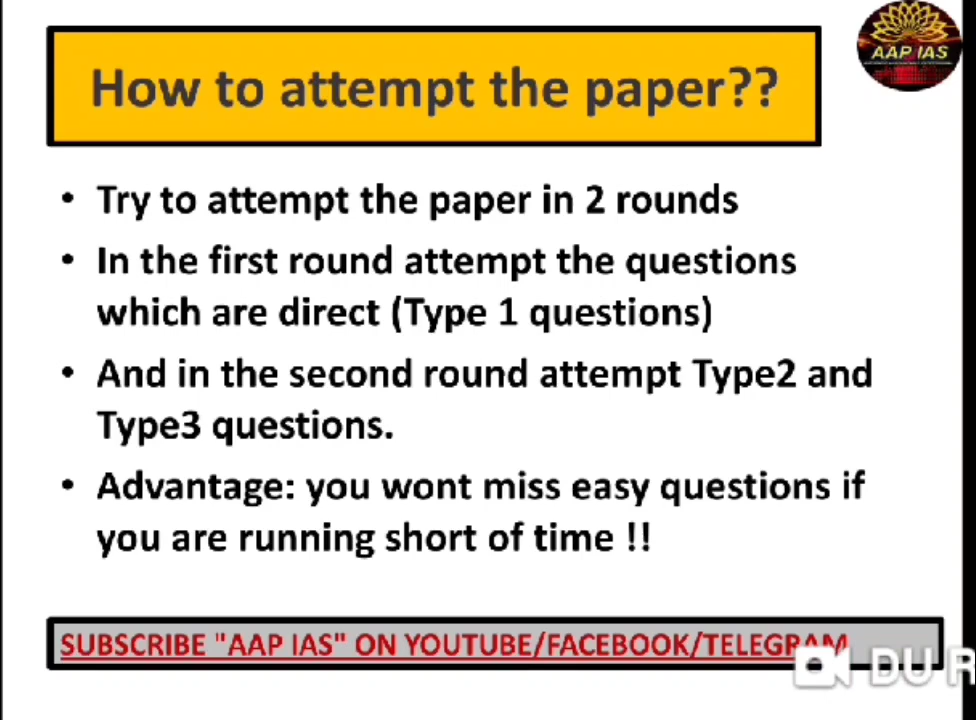 AAP IAS
How to attempt the paper??
• Try to attempt the paper in 2 rounds
• In the first round attempt the questions
which are direct (Type 1 questions)
• And in the second round attempt Type2 and
Type3 questions.
• Advantage: you wont miss easy questions if
you are running short of time !!
SUBSCRIBE "AAP IAS" ON YOUTUBE/FACEBOOK/TELEGRAM
DU R